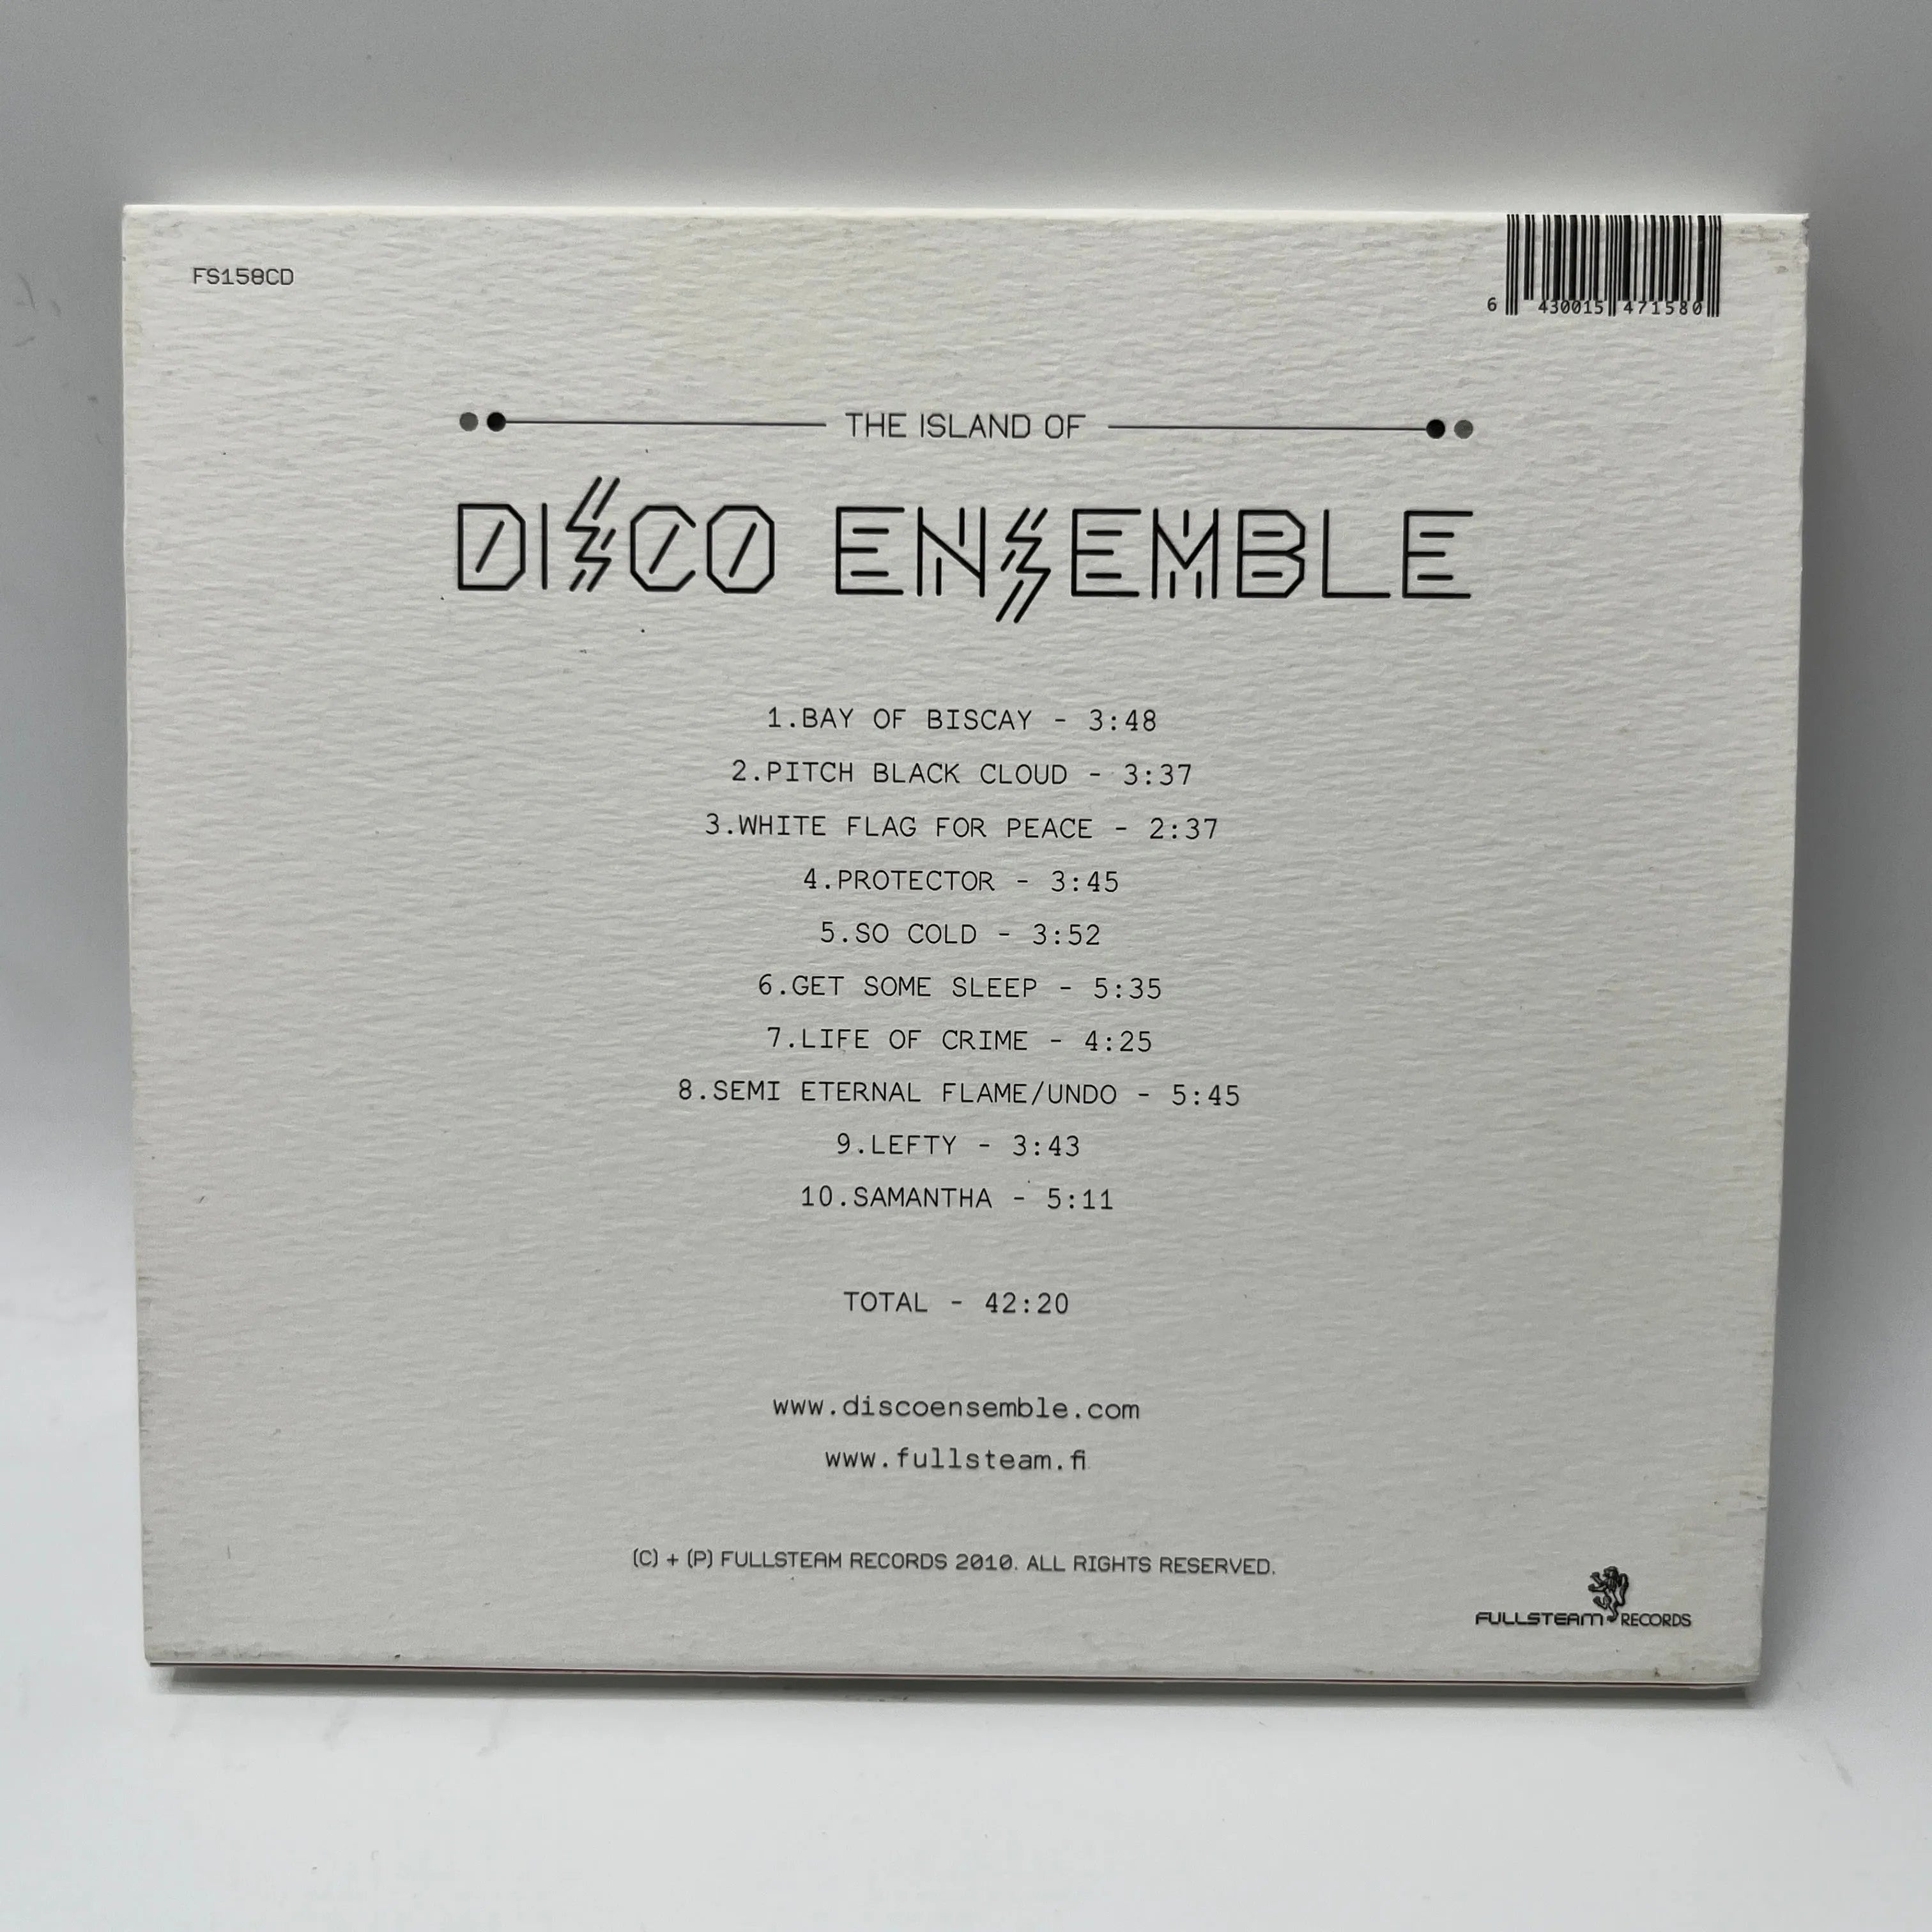 FS158CD
6 430015 471580
THE ISLAND OF
DISCO ENSEMBLE
1.BAY OF BISCAY - 3:48
2.PITCH BLACK CLOUD - 3:37
3.WHITE FLAG FOR PEACE - 2:37
4.PROTECTOR - 3:45
5.SO COLD - 3:52
6.GET SOME SLEEP - 5:35
7.LIFE OF CRIME - 4:25
8.SEMI ETERNAL FLAME/UNDO - 5:45
9.LEFTY - 3:43
10.SAMANTHA - 5:11
TOTAL - 42:20
www.discoensemble.com
www.fullsteam.fi
(C) + (P) FULLSTEAM RECORDS 2010. ALL RIGHTS RESERVED.
FULLSTEAM RECORDS